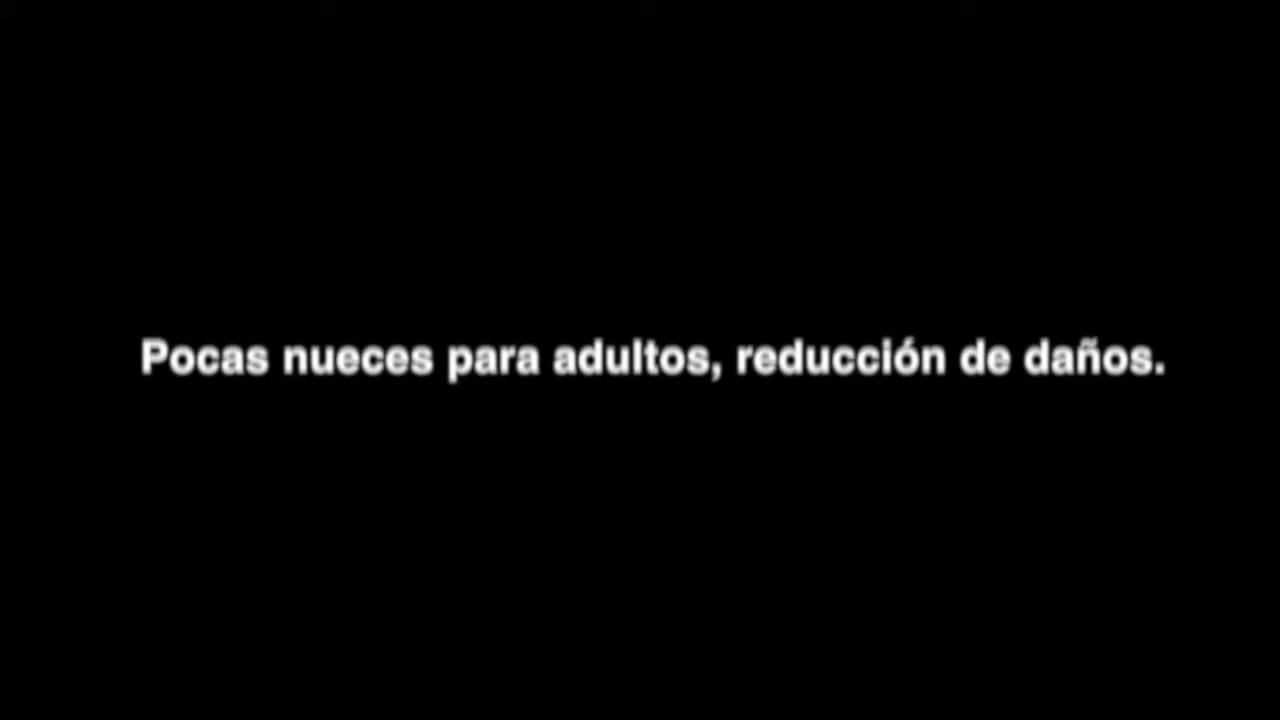 Pocas nueces para adultos, reducción de daños.